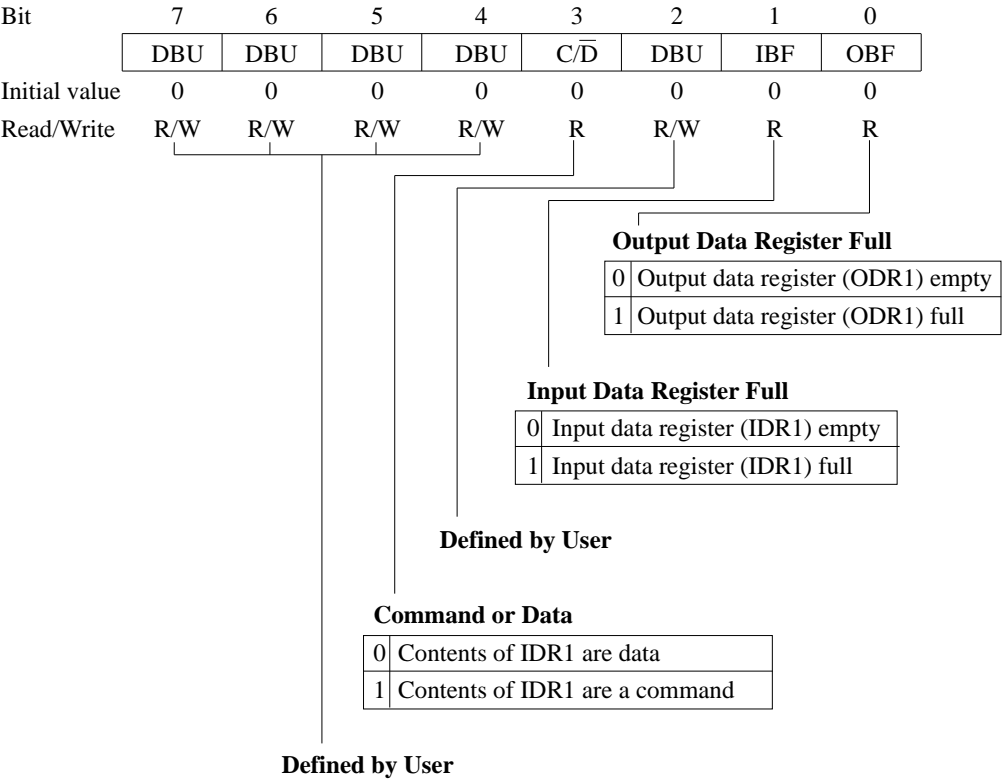 Bit 7 6 5 4 3 2 1 0
DBU DBU DBU DBU C/D̅ DBU IBF OBF
Initial value 0 0 0 0 0 0 0 0
Read/Write R/W R/W R/W R/W R R/W R R
Output Data Register Full
0 Output data register (ODR1) empty
1 Output data register (ODR1) full
Input Data Register Full
0 Input data register (IDR1) empty
1 Input data register (IDR1) full
Defined by User
Command or Data
0 Contents of IDR1 are data
1 Contents of IDR1 are a command
Defined by User